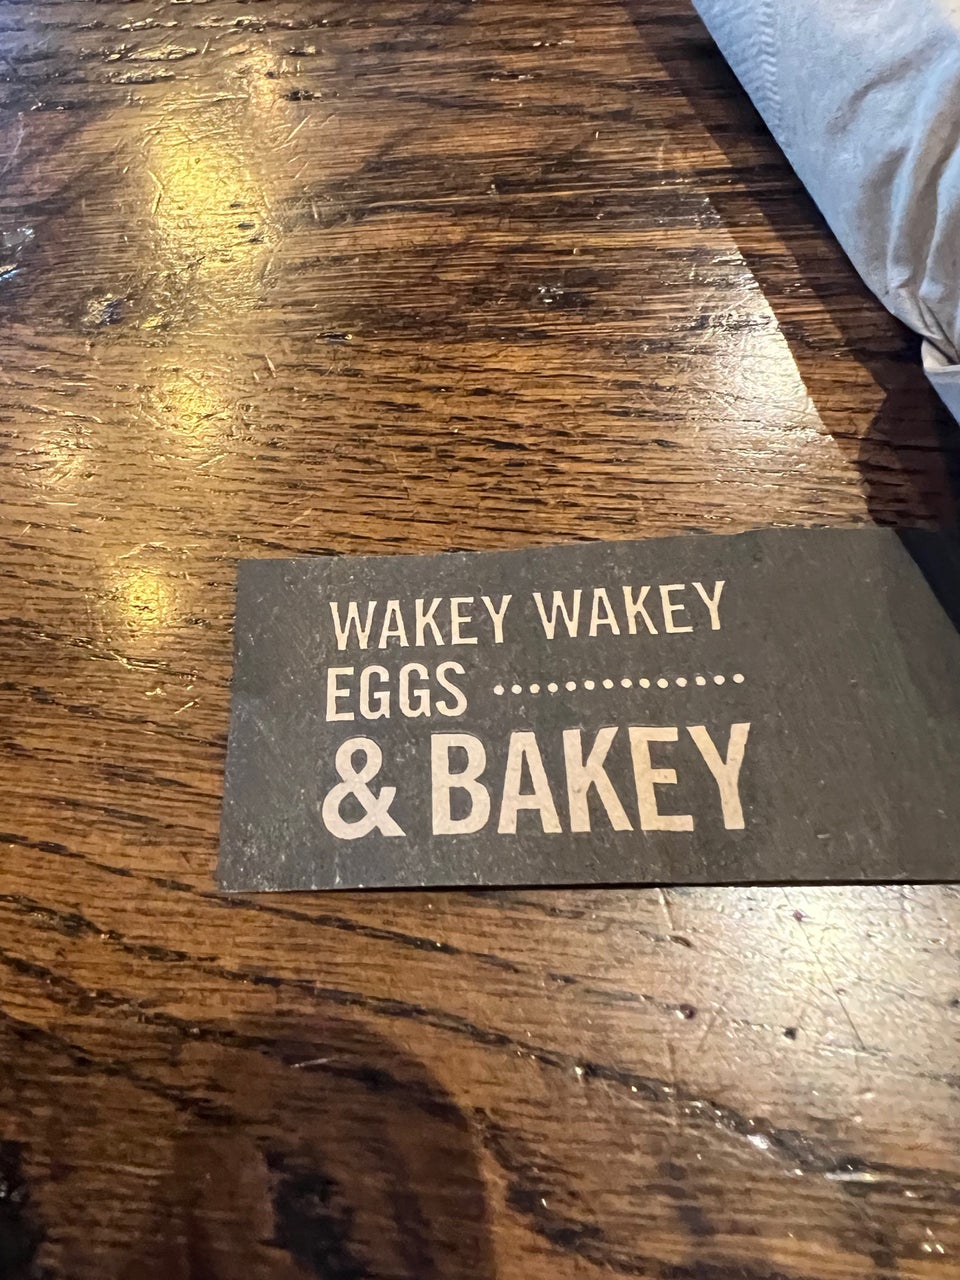 WAKEY WAKEY
EGGS ..............
& BAKEY